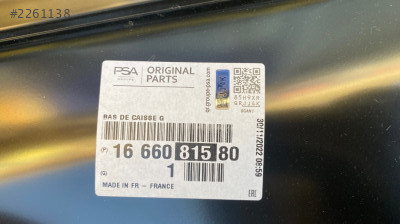 #2261138
PSA
ORIGINAL
PARTS
BAS DE CAISSE G
(P) 16 660 815 80
(S) 1
MADE IN FR - FRANCE
30/11/2022 08:59
EAC